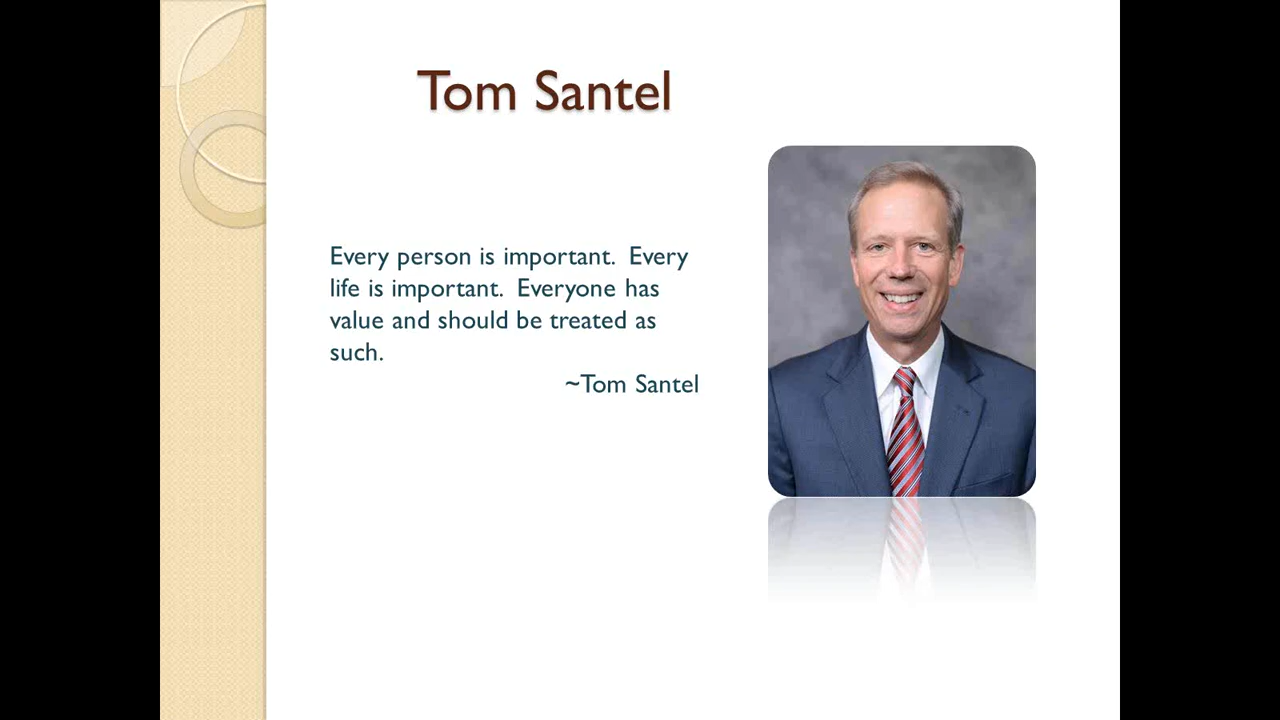 Tom Santel
Every person is important.  Every
life is important.  Everyone has
value and should be treated as
such.
~Tom Santel